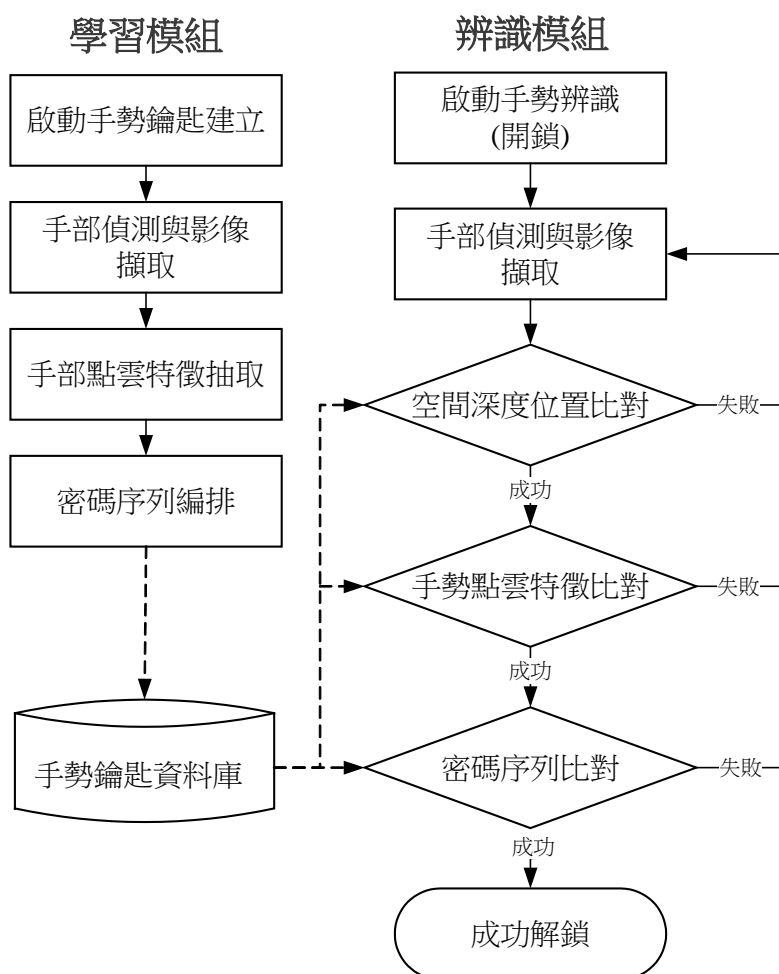 學習模組
啟動手勢鑰匙建立
手部偵測與影像
擷取
手部點雲特徵抽取
密碼序列編排
手勢鑰匙資料庫
辨識模組
啟動手勢辨識
(開鎖)
手部偵測與影像
擷取
空間深度位置比對
失敗
成功
手勢點雲特徵比對
失敗
成功
密碼序列比對
失敗
成功
成功解鎖